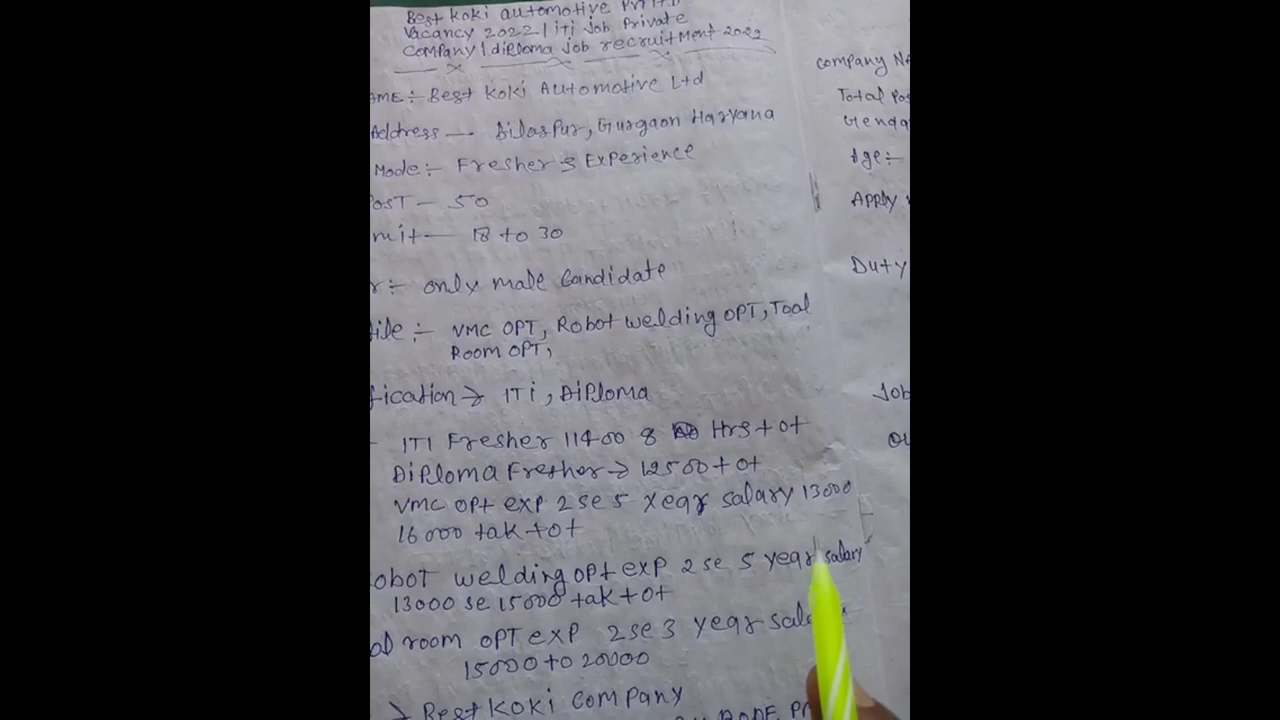 Best koki automotive Pvt Ltd
Vacancy 2022 | iti Job Private
company | diploma Job recruitment 2022
AME:- Best Koki Automotive Ltd
Address — Bilaspur, Gurgaon Haryana
Mode:- Fresher & Experience
Post - 50
mit — 18 to 30
r:- only male Candidate
file:- VMC OPT, Robot welding OPT, Tool
Room OPT,
fication → ITi, Diploma
- ITI Fresher 11400 8 Hrs + ot
Diploma Fresher → 12500 + ot
VMC opt exp 2 se 5 year salary 13000
16000 tak + ot
obot welding opt exp 2 se 5 year salary
13000 se 15000 tak + ot
ol room OPT exp 2 se 3 year
15000 to 20000
→ Best Koki Company
company
Total
Age:-
APPly
Duty
Job